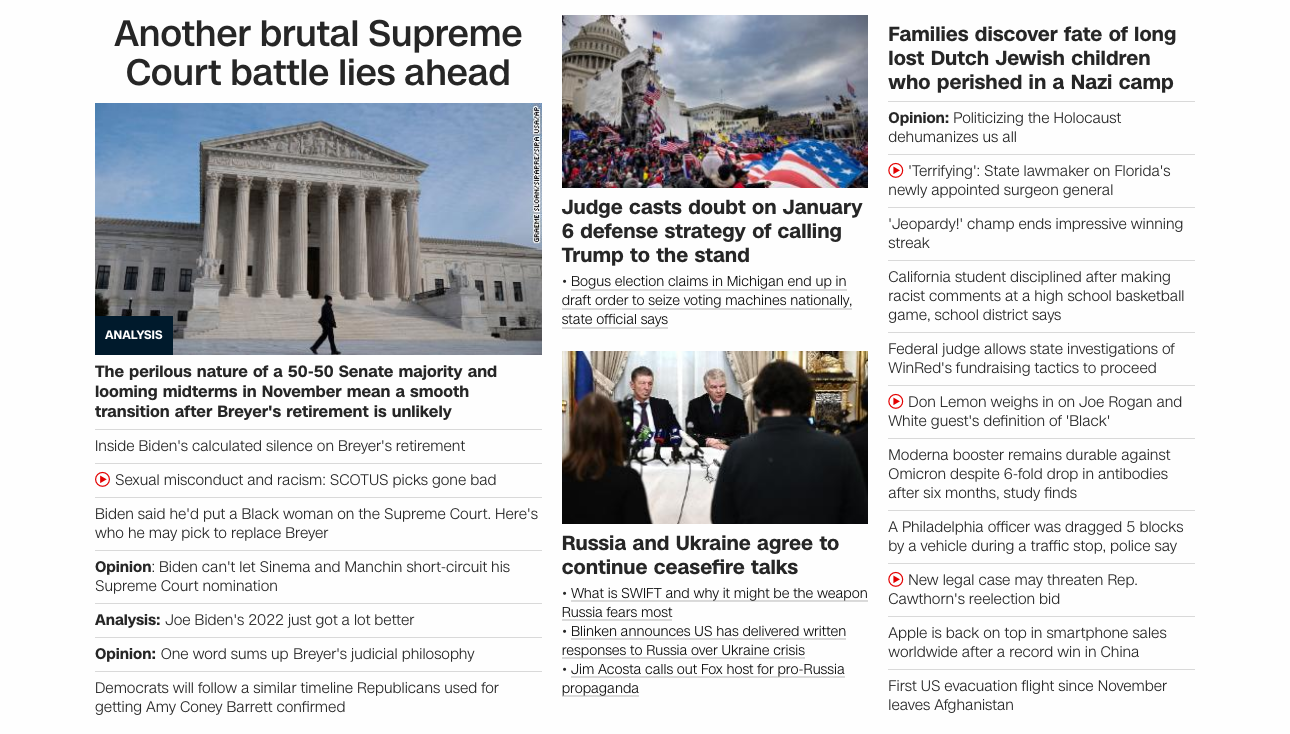 Another brutal Supreme
Court battle lies ahead
GRAEME SLOAN/SIPAPRE/SIPA USA/AP
ANALYSIS
The perilous nature of a 50-50 Senate majority and
looming midterms in November mean a smooth
transition after Breyer's retirement is unlikely
Inside Biden's calculated silence on Breyer's retirement
Sexual misconduct and racism: SCOTUS picks gone bad
Biden said he'd put a Black woman on the Supreme Court. Here's
who he may pick to replace Breyer
Opinion: Biden can't let Sinema and Manchin short-circuit his
Supreme Court nomination
Analysis: Joe Biden's 2022 just got a lot better
Opinion: One word sums up Breyer's judicial philosophy
Democrats will follow a similar timeline Republicans used for
getting Amy Coney Barrett confirmed
Judge casts doubt on January
6 defense strategy of calling
Trump to the stand
• Bogus election claims in Michigan end up in
draft order to seize voting machines nationally,
state official says
Russia and Ukraine agree to
continue ceasefire talks
• What is SWIFT and why it might be the weapon
Russia fears most
• Blinken announces US has delivered written
responses to Russia over Ukraine crisis
• Jim Acosta calls out Fox host for pro-Russia
propaganda
Families discover fate of long
lost Dutch Jewish children
who perished in a Nazi camp
Opinion: Politicizing the Holocaust
dehumanizes us all
'Terrifying': State lawmaker on Florida's
newly appointed surgeon general
'Jeopardy!' champ ends impressive winning
streak
California student disciplined after making
racist comments at a high school basketball
game, school district says
Federal judge allows state investigations of
WinRed's fundraising tactics to proceed
Don Lemon weighs in on Joe Rogan and
White guest's definition of 'Black'
Moderna booster remains durable against
Omicron despite 6-fold drop in antibodies
after six months, study finds
A Philadelphia officer was dragged 5 blocks
by a vehicle during a traffic stop, police say
New legal case may threaten Rep.
Cawthorn's reelection bid
Apple is back on top in smartphone sales
worldwide after a record win in China
First US evacuation flight since November
leaves Afghanistan